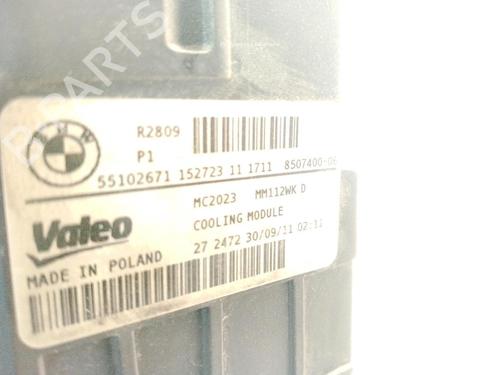 B-PARTS
BMW
R2809
P1
55102671 152723 11 1711 8507400-06
MC2023 MM112WK D
Valeo
COOLING MODULE
27 2472 30/09/11 02:12
MADE IN POLAND